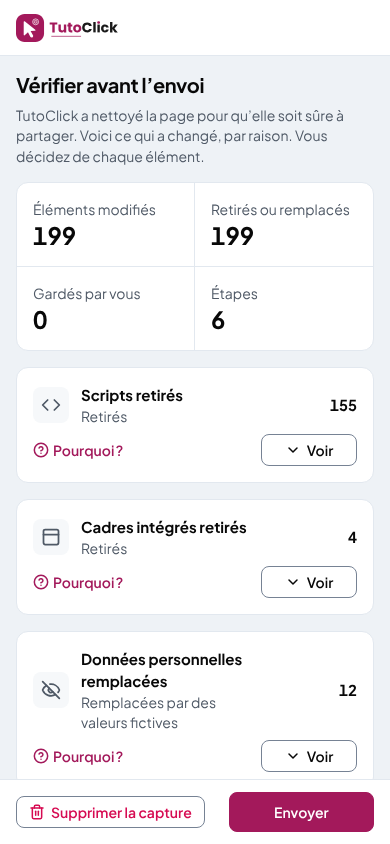 TutoClick
Vérifier avant l’envoi
TutoClick a nettoyé la page pour qu’elle soit sûre à
partager. Voici ce qui a changé, par raison. Vous
décidez de chaque élément.
Éléments modifiés
199
Retirés ou remplacés
199
Gardés par vous
0
Étapes
6
Scripts retirés
Retirés
155
Pourquoi ?
Voir
Cadres intégrés retirés
Retirés
4
Pourquoi ?
Voir
Données personnelles
remplacées
Remplacées par des
valeurs fictives
12
Pourquoi ?
Voir
Supprimer la capture
Envoyer